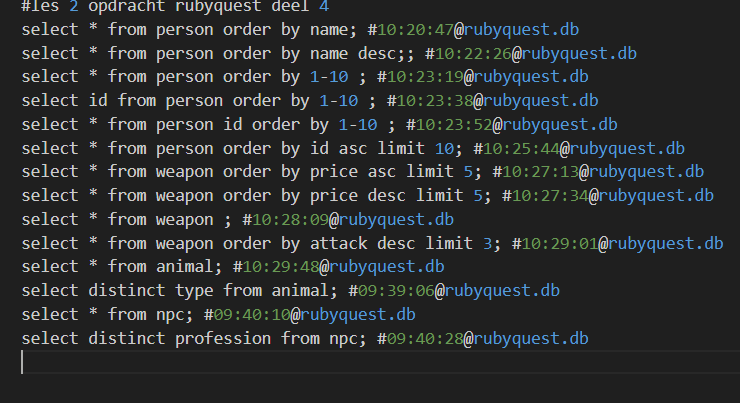 #les 2 opdracht rubyquest deel 4
select * from person order by name; #10:20:47@rubyquest.db
select * from person order by name desc;; #10:22:26@rubyquest.db
select * from person order by 1-10 ; #10:23:19@rubyquest.db
select id from person order by 1-10 ; #10:23:38@rubyquest.db
select * from person id order by 1-10 ; #10:23:52@rubyquest.db
select * from person order by id asc limit 10; #10:25:44@rubyquest.db
select * from weapon order by price asc limit 5; #10:27:13@rubyquest.db
select * from weapon order by price desc limit 5; #10:27:34@rubyquest.db
select * from weapon ; #10:28:09@rubyquest.db
select * from weapon order by attack desc limit 3; #10:29:01@rubyquest.db
select * from animal; #10:29:48@rubyquest.db
select distinct type from animal; #09:39:06@rubyquest.db
select * from npc; #09:40:10@rubyquest.db
select distinct profession from npc; #09:40:28@rubyquest.db